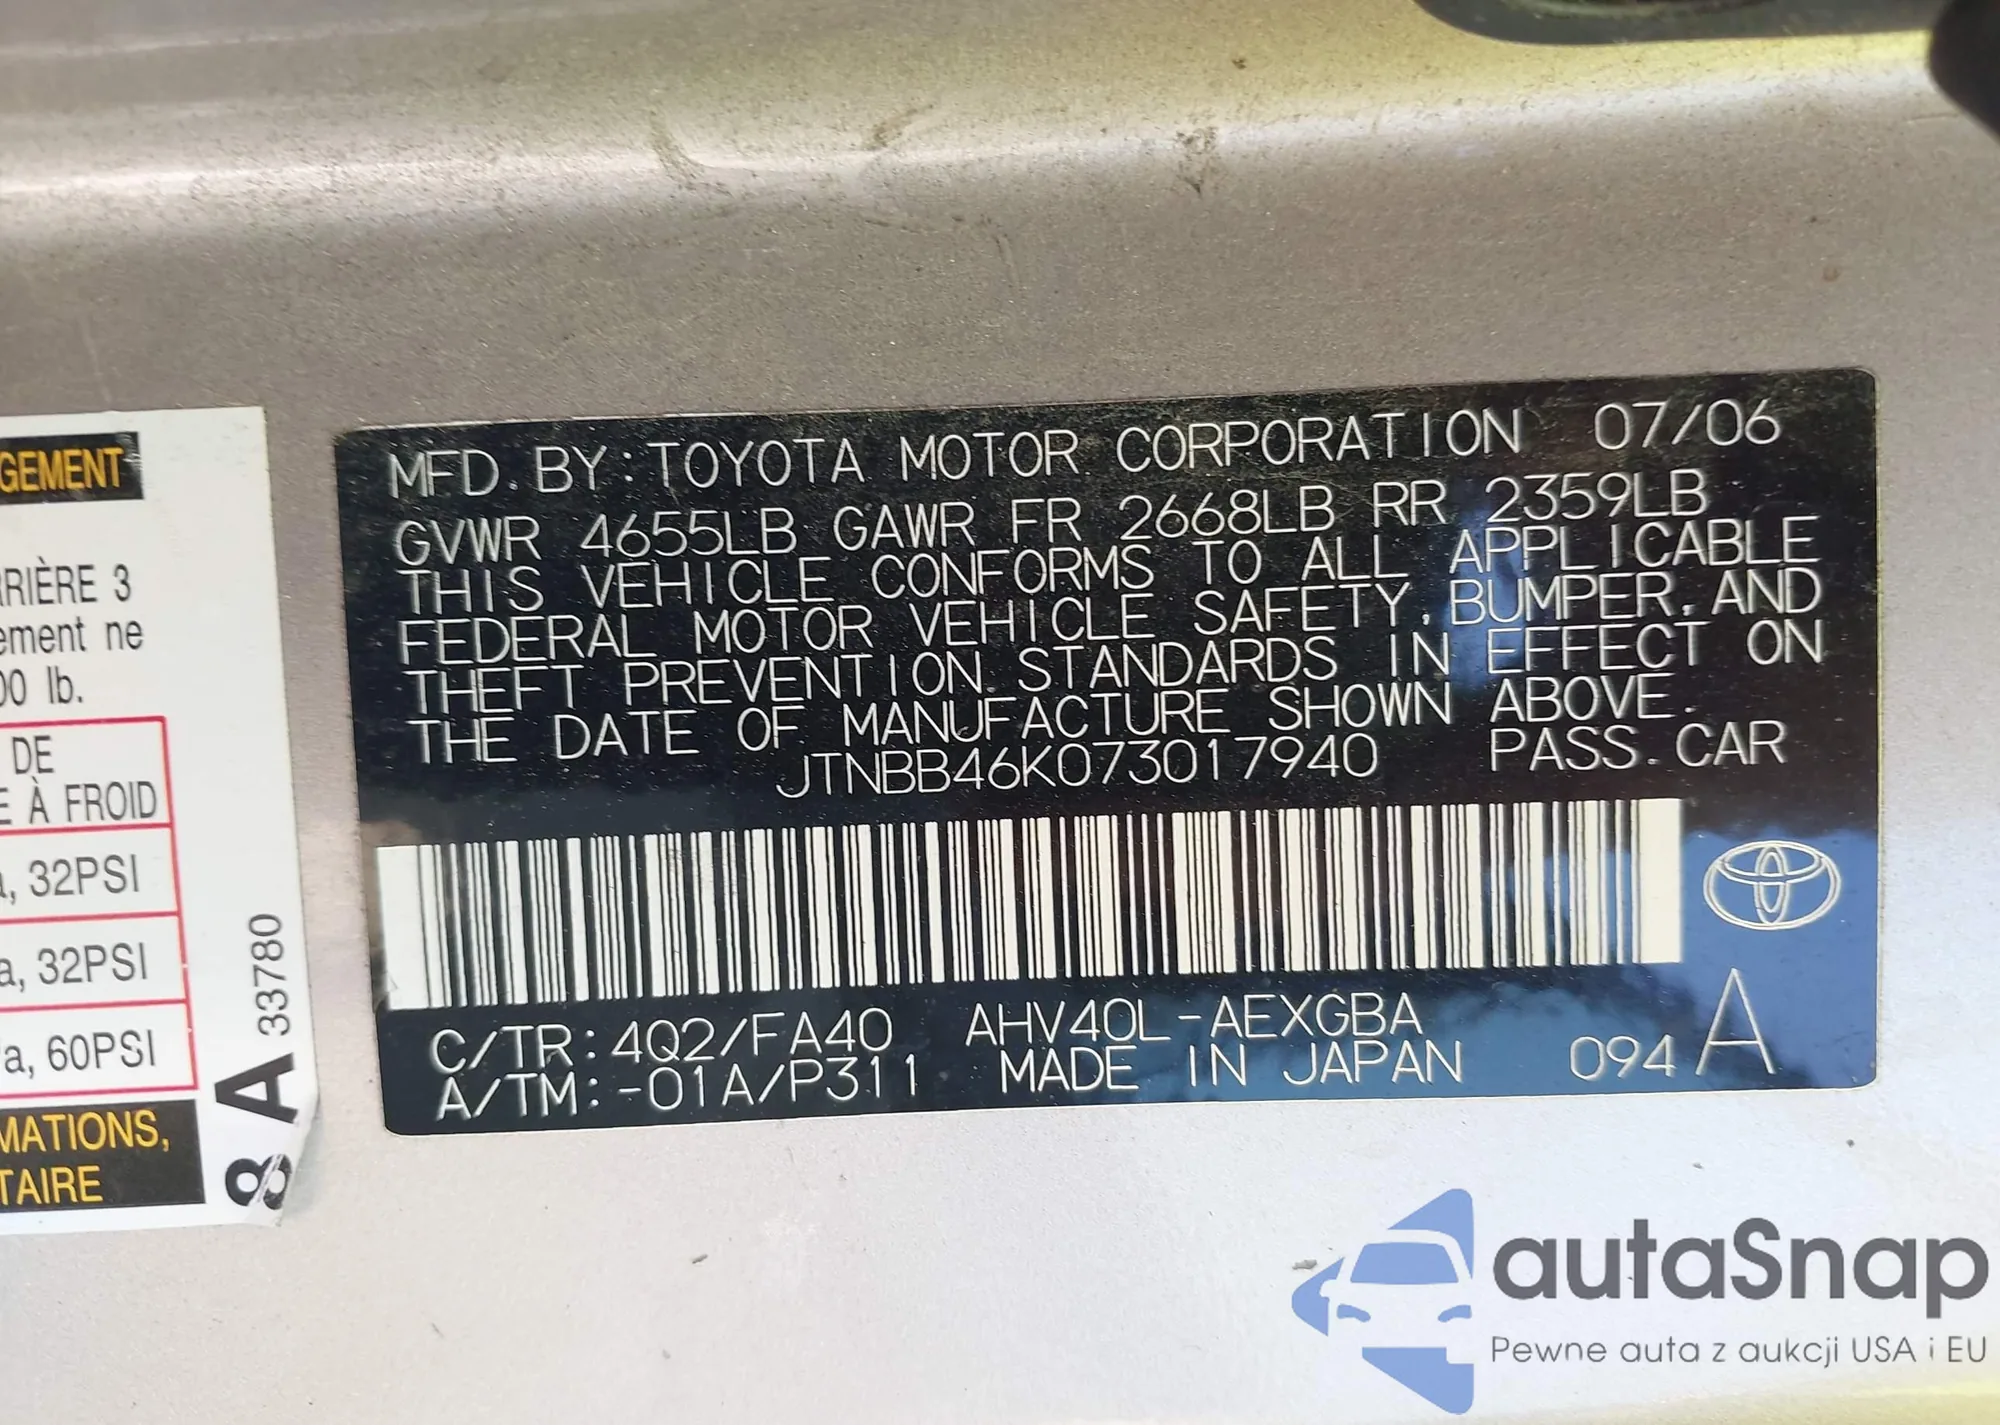 GEMENT
RRIÈRE 3
ement ne
00 lb.
DE
E À FROID
a, 32PSI
a, 32PSI
Pa, 60PSI
MATIONS,
TAIRE
8 A 33780
MFD. BY: TOYOTA MOTOR CORPORATION 07/06
GVWR 4655LB GAWR FR 2668LB RR 2359LB
THIS VEHICLE CONFORMS TO ALL APPLICABLE
FEDERAL MOTOR VEHICLE SAFETY, BUMPER, AND
THEFT PREVENTION STANDARDS IN EFFECT ON
THE DATE OF MANUFACTURE SHOWN ABOVE.
JTNBB46K073017940 PASS. CAR
C/TR: 4Q2/FA40 AHV40L-AEXGBA
A/TM: -01A/P311 MADE IN JAPAN 094 A
autaSnap
Pewne auta z aukcji USA i EU